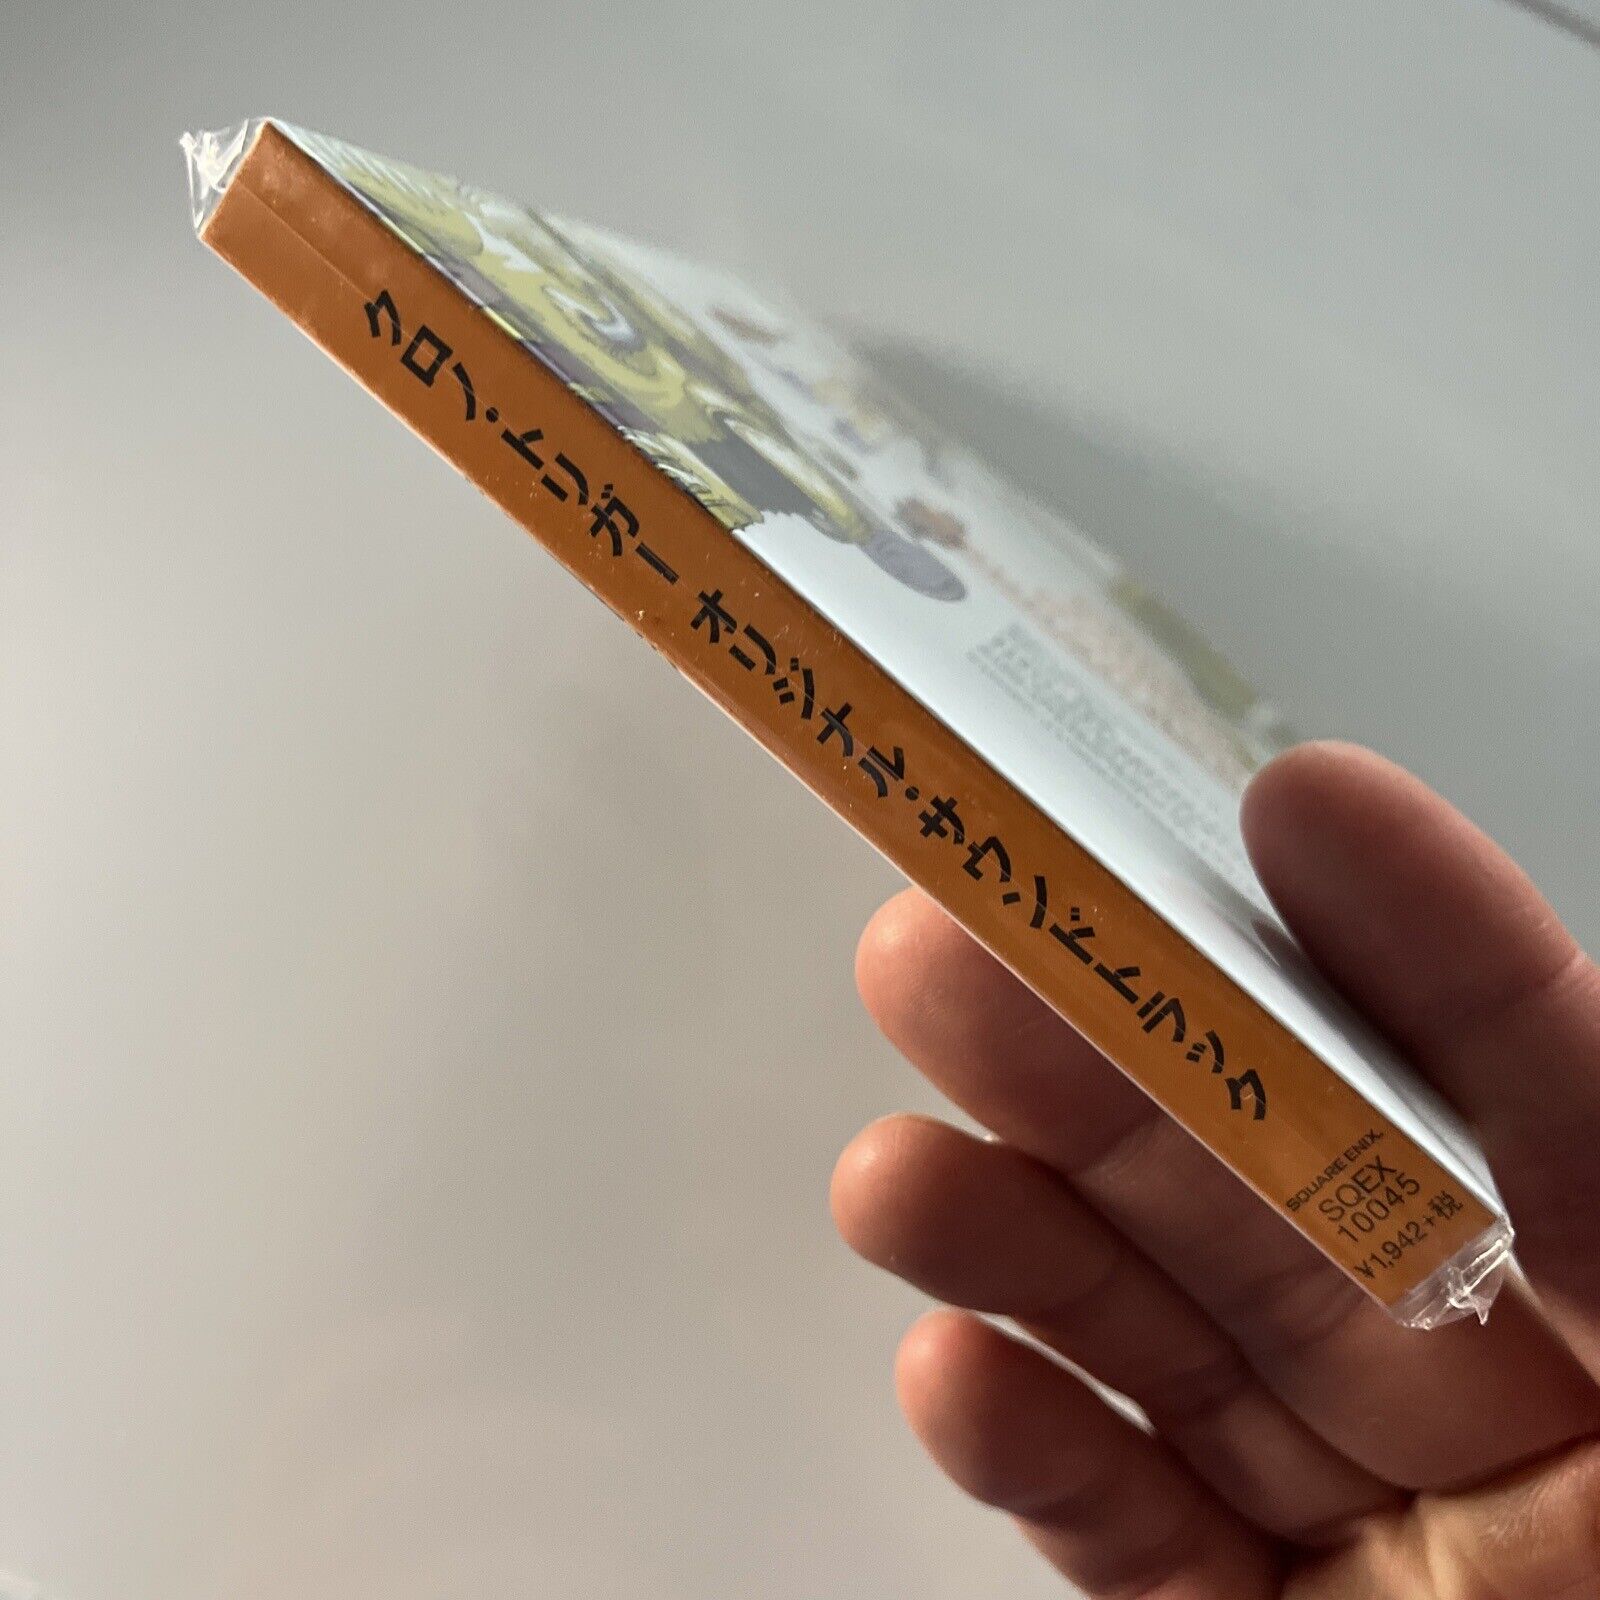 クロノ・トリガー オリジナル・サウンドトラック
SQUARE ENIX.
SQEX
10045
¥1,942+税